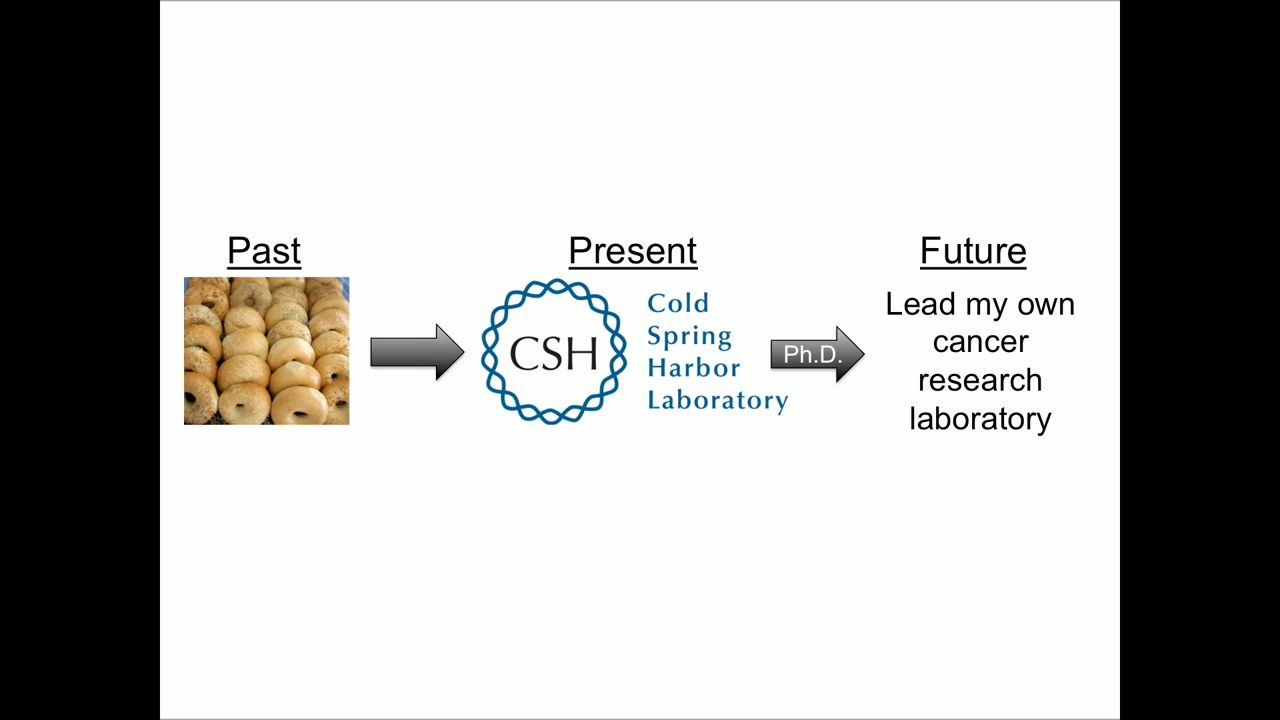 Past
Present
Future
CSH
Cold
Spring
Harbor
Laboratory
Ph.D.
Lead my own
cancer
research
laboratory